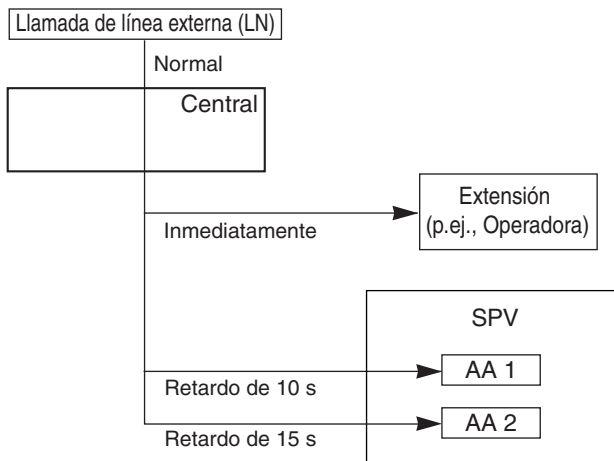 Llamada de línea externa (LN)
Normal
Central
Extensión
(p.ej., Operadora)
Inmediatamente
SPV
AA 1
Retardo de 10 s
AA 2
Retardo de 15 s